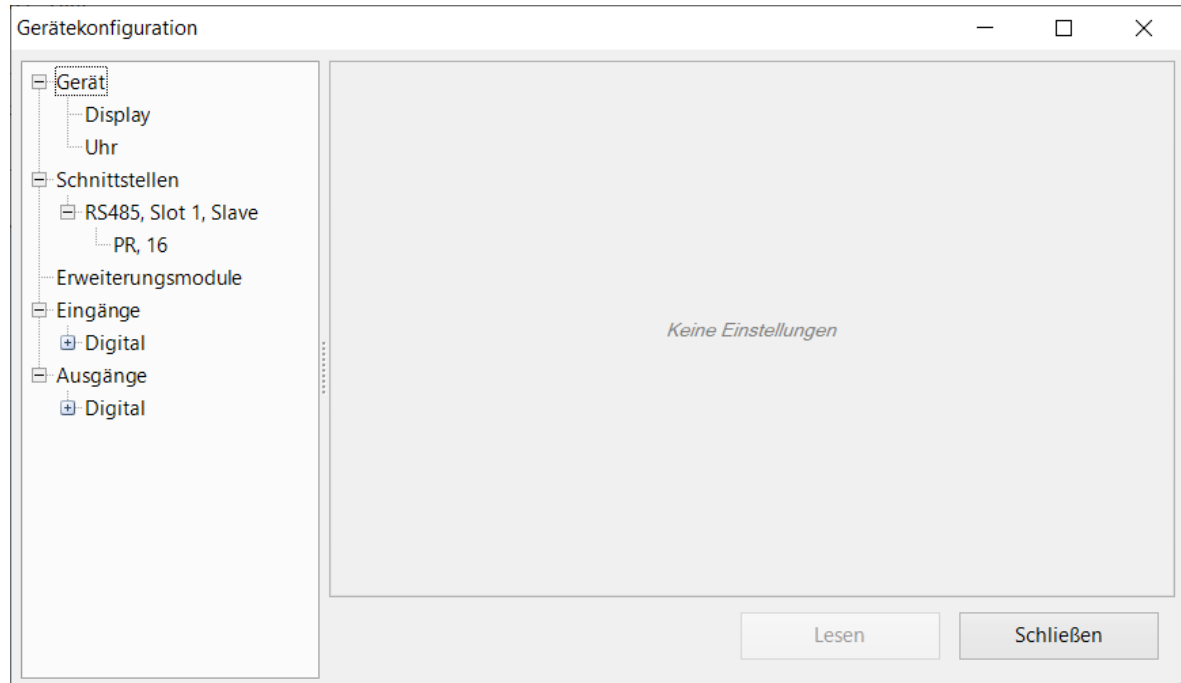 Gerätekonfiguration
Gerät
Display
Uhr
Schnittstellen
RS485, Slot 1, Slave
PR, 16
Erweiterungsmodule
Eingänge
Digital
Ausgänge
Digital
Keine Einstellungen
Lesen
Schließen